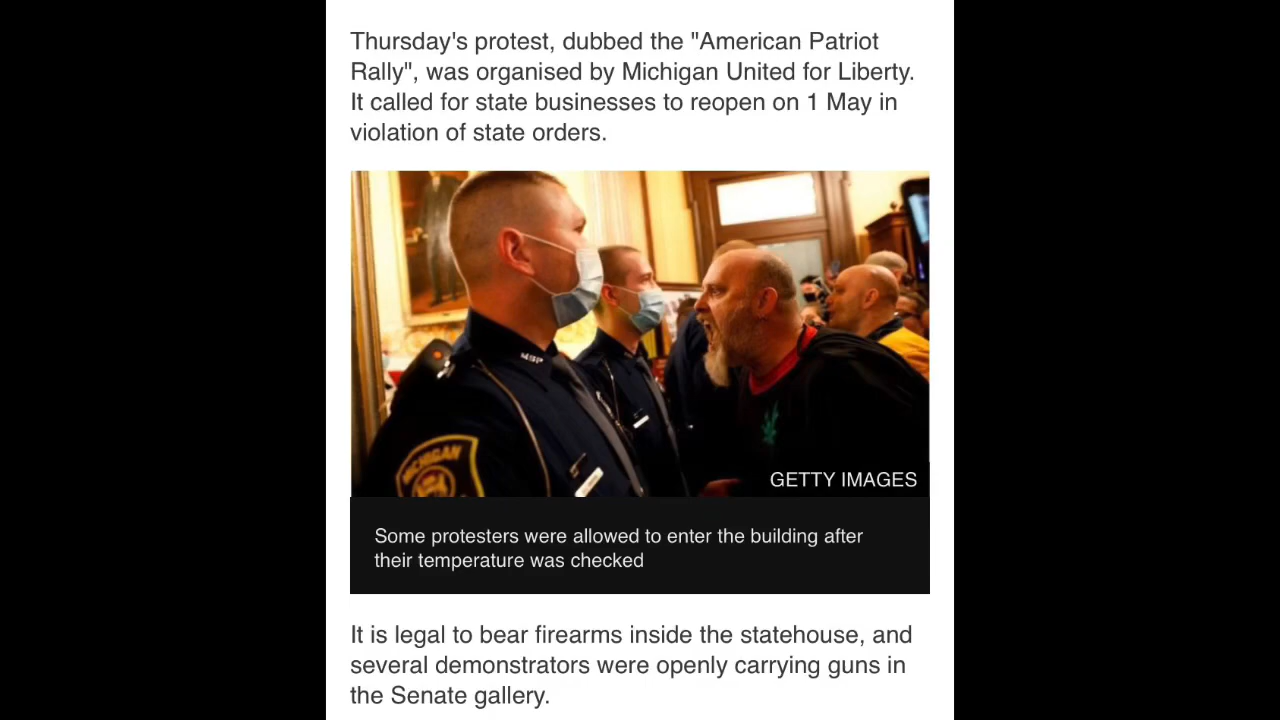 Thursday's protest, dubbed the "American Patriot
Rally", was organised by Michigan United for Liberty.
It called for state businesses to reopen on 1 May in
violation of state orders.
MSP
MICHIGAN
GETTY IMAGES
Some protesters were allowed to enter the building after
their temperature was checked
It is legal to bear firearms inside the statehouse, and
several demonstrators were openly carrying guns in
the Senate gallery.